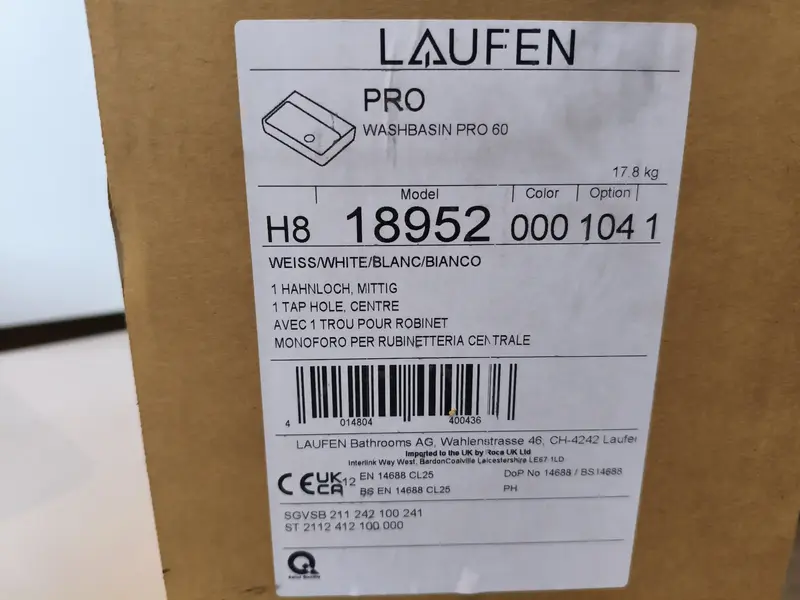 LAUFEN
PRO
WASHBASIN PRO 60
17.8 kg
Model Color Option
H8 18952 000 104 1
WEISS/WHITE/BLANC/BIANCO
1 HAHNLOCH, MITTIG
1 TAP HOLE, CENTRE
AVEC 1 TROU POUR ROBINET
MONOFORO PER RUBINETTERIA CENTRALE
4 014804 400436
LAUFEN Bathrooms AG, Wahlenstrasse 46, CH-4242 Laufen
Imported to the UK by Roca UK Ltd
Interlink Way West, BardonCoalville Leicestershire LE67 1LD
CE UKCA 12 EN 14688 CL25 DoP No 14688 / BS14688
BS EN 14688 CL25 PH
SGVSB 211 242 100 241
ST 2112 412 100 000
Q